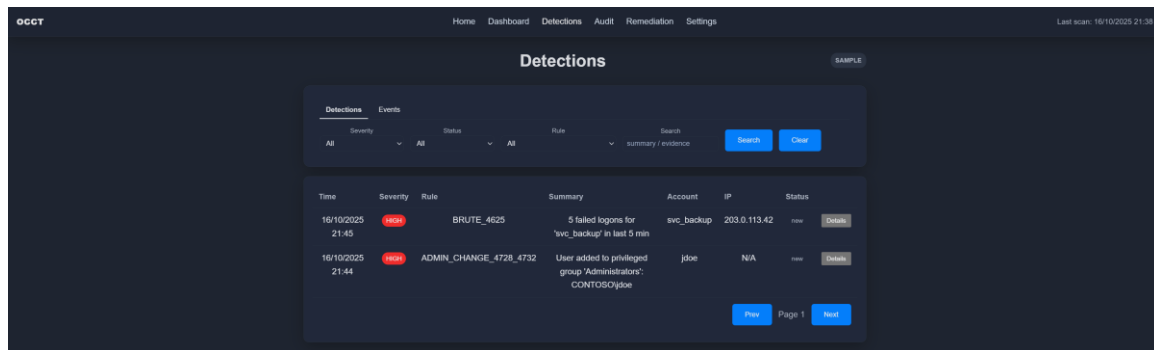 OCCT Home Dashboard Detections Audit Remediation Settings Last scan: 16/10/2025 21:38
Detections SAMPLE
Detections Events
Severity Status Rule Search
All All All summary / evidence Search Clear
Time Severity Rule Summary Account IP Status
16/10/2025 21:45 HIGH BRUTE_4625 5 failed logons for 'svc_backup' in last 5 min svc_backup 203.0.113.42 new Details
16/10/2025 21:44 HIGH ADMIN_CHANGE_4728_4732 User added to privileged group 'Administrators': CONTOSO\jdoe jdoe N/A new Details
Prev Page 1 Next